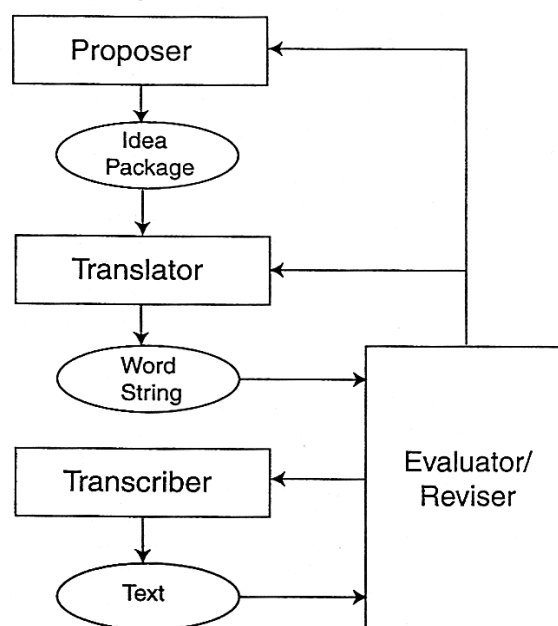 Proposer
Idea
Package
Translator
Word
String
Transcriber
Evaluator/
Reviser
Text